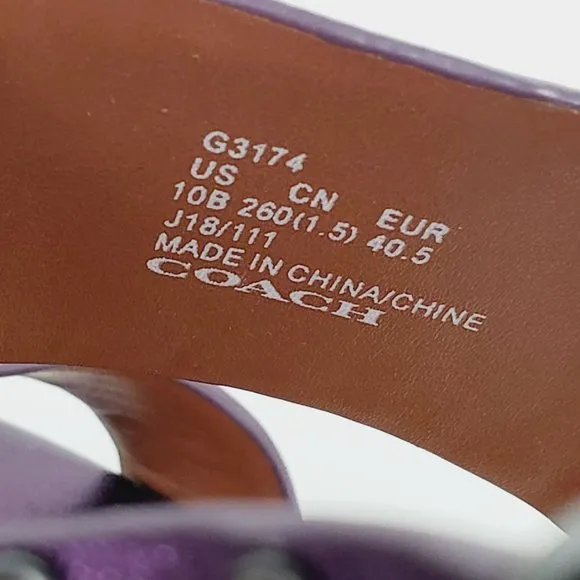 G3174
US CN EUR
10B 260(1.5) 40.5
J18/111
MADE IN CHINA/CHINE
COACH